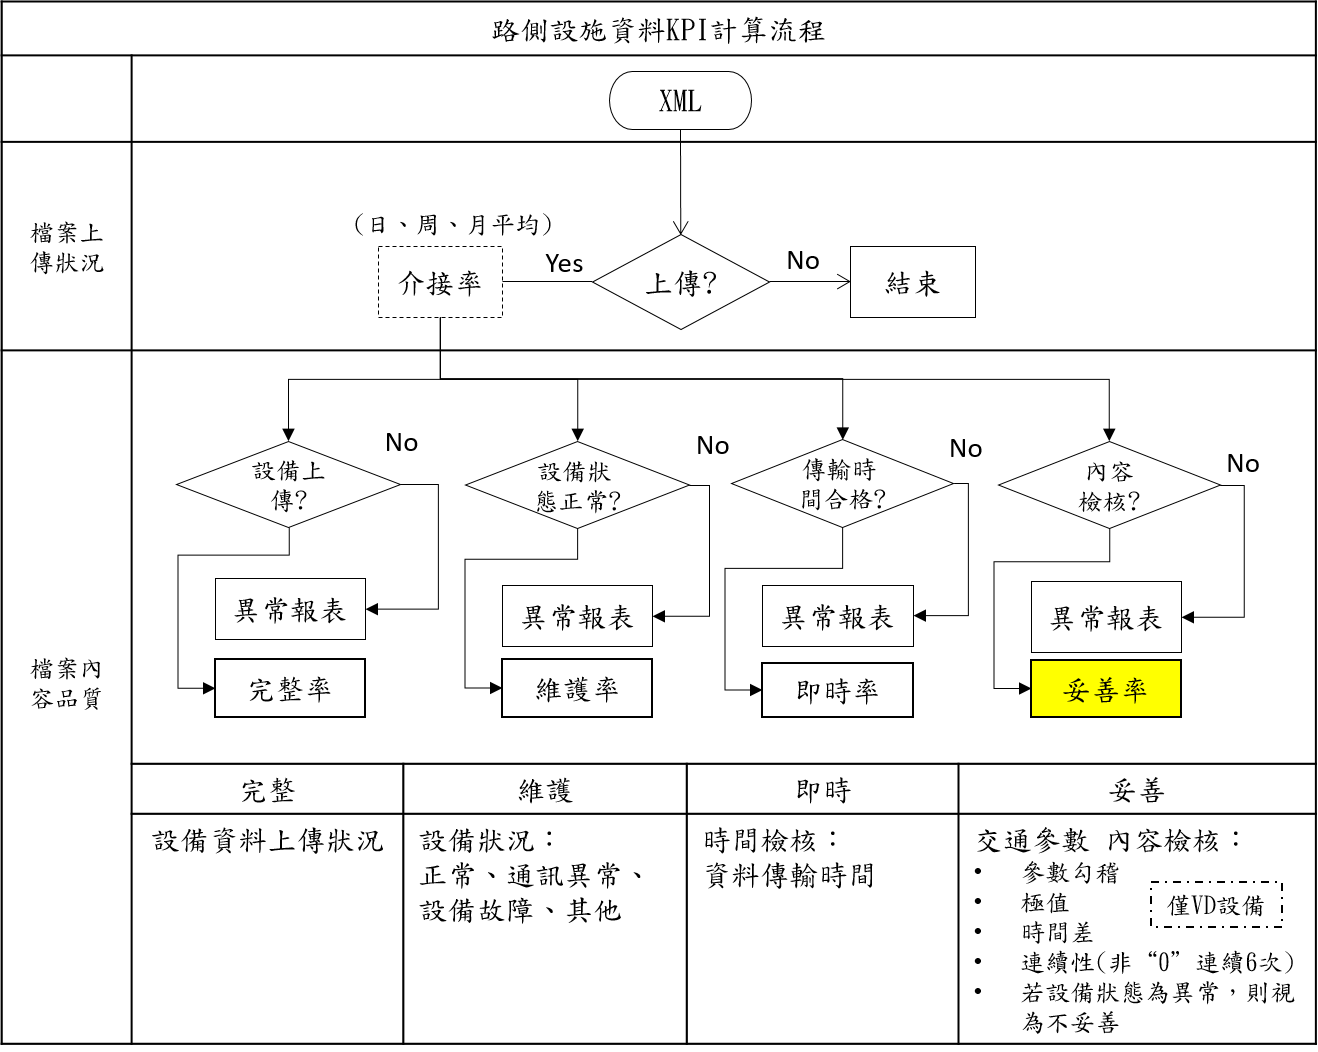 路側設施資料KPI計算流程
XML
檔案上
傳狀況
(日、周、月平均)
介接率
Yes
上傳?
No
結束
檔案內
容品質
設備上
傳?
No
設備狀
態正常?
No
傳輸時
間合格?
No
內容
檢核?
No
異常報表
異常報表
異常報表
異常報表
完整率
維護率
即時率
妥善率
完整
維護
即時
妥善
設備資料上傳狀況
設備狀況：
正常、通訊異常、
設備故障、其他
時間檢核：
資料傳輸時間
交通參數 內容檢核：
• 參數勾稽
• 極值
• 時間差
• 連續性(非“0”連續6次)
• 若設備狀態為異常，則視
為不妥善
僅VD設備